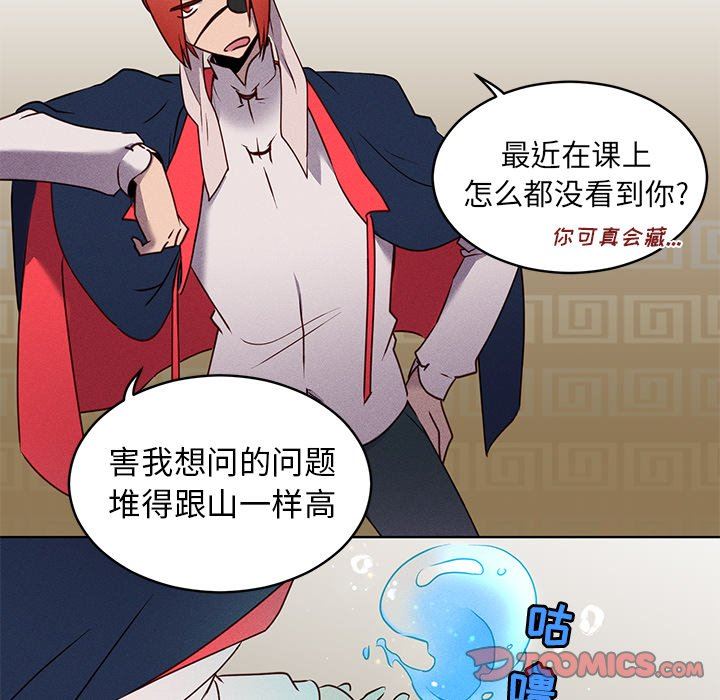 最近在课上
怎么都没看到你?
你可真会藏...
害我想问的问题
堆得跟山一样高
咕
噜
TOOMICS.COM